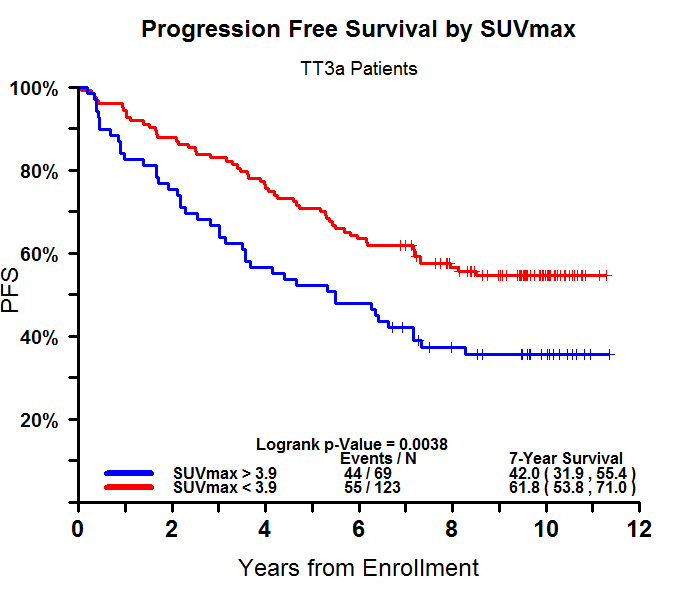 Progression Free Survival by SUVmax
TT3a Patients
100%
80%
60%
40%
20%
PFS
Logrank p-Value = 0.0038
Events / N 7-Year Survival
SUVmax > 3.9 44 / 69 42.0 ( 31.9 , 55.4 )
SUVmax < 3.9 55 / 123 61.8 ( 53.8 , 71.0 )
0 2 4 6 8 10 12
Years from Enrollment